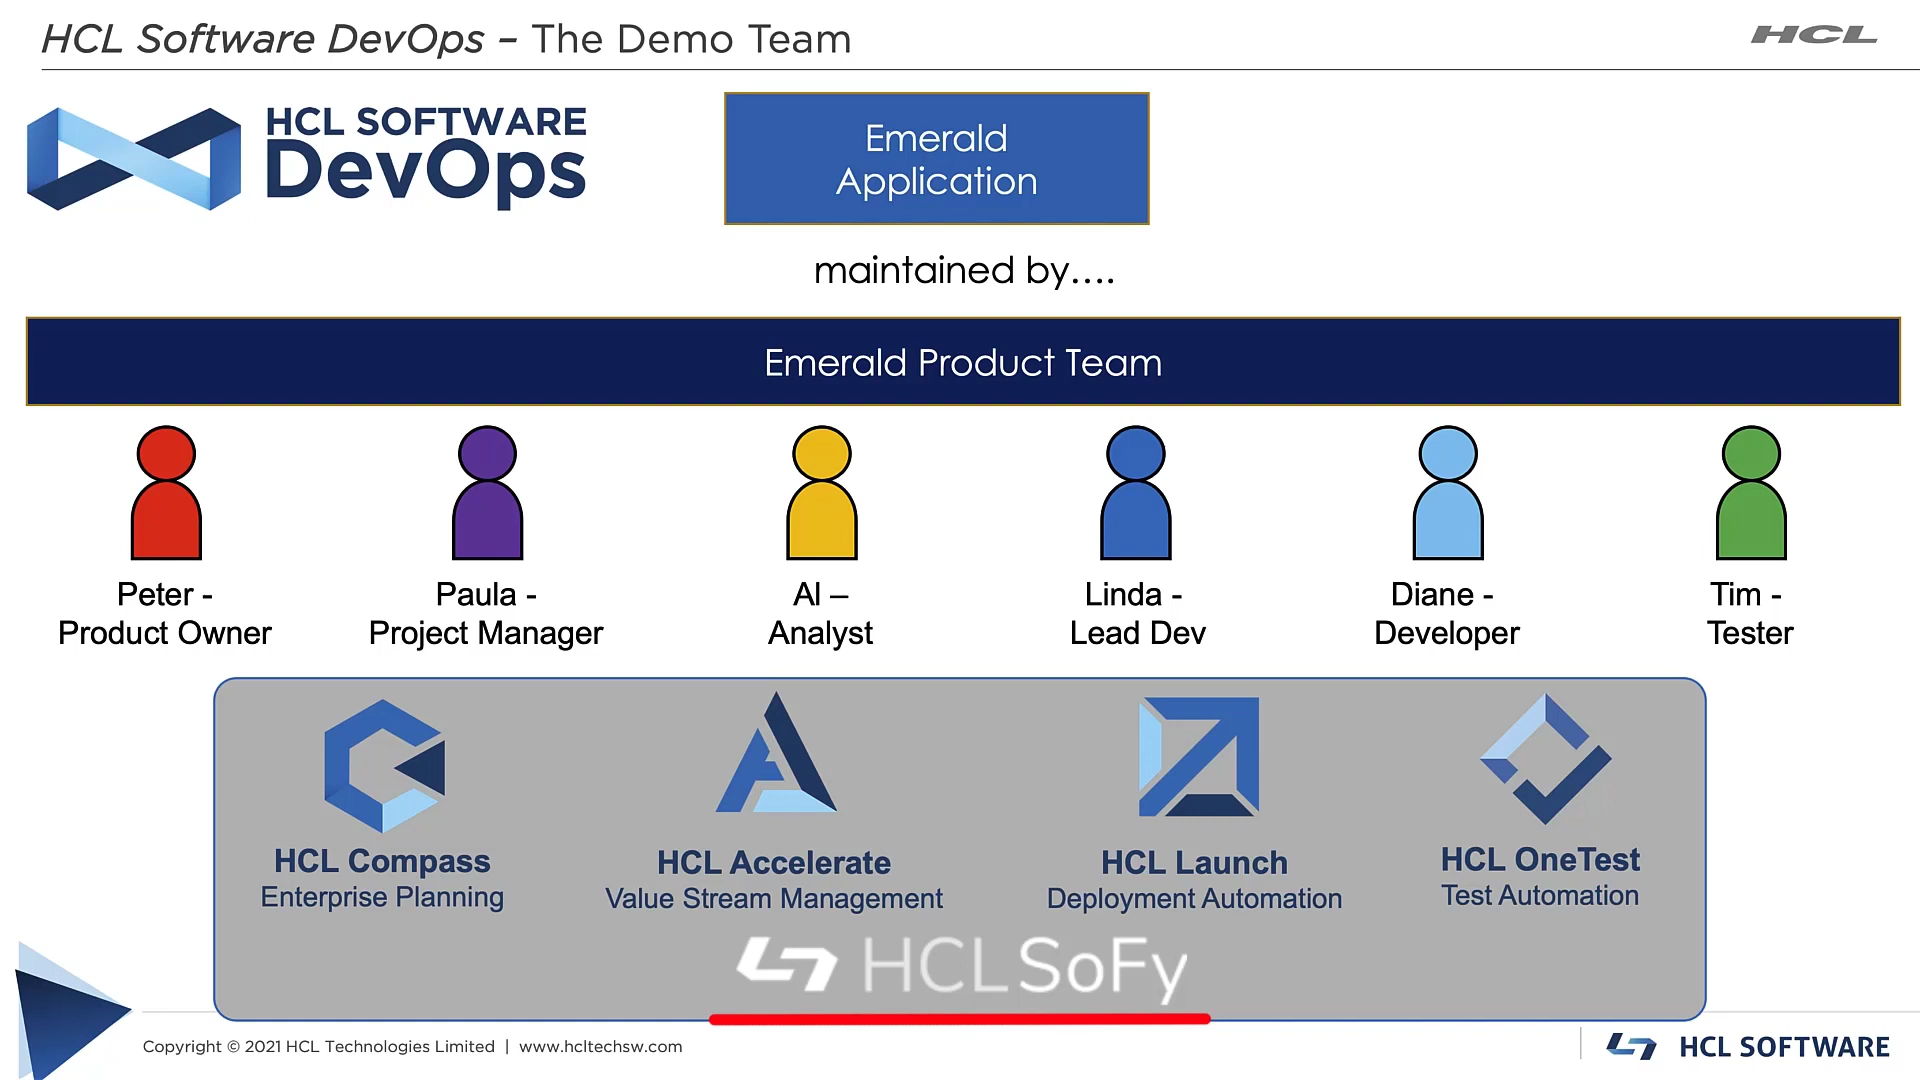 HCL Software DevOps – The Demo Team
HCL
HCL SOFTWARE
DevOps
Emerald
Application
maintained by....
Emerald Product Team
Peter -
Product Owner
Paula -
Project Manager
Al –
Analyst
Linda -
Lead Dev
Diane -
Developer
Tim -
Tester
HCL Compass
Enterprise Planning
HCL Accelerate
Value Stream Management
HCL Launch
Deployment Automation
HCL OneTest
Test Automation
HCL SoFy
Copyright © 2021 HCL Technologies Limited | www.hcltechsw.com
HCL SOFTWARE